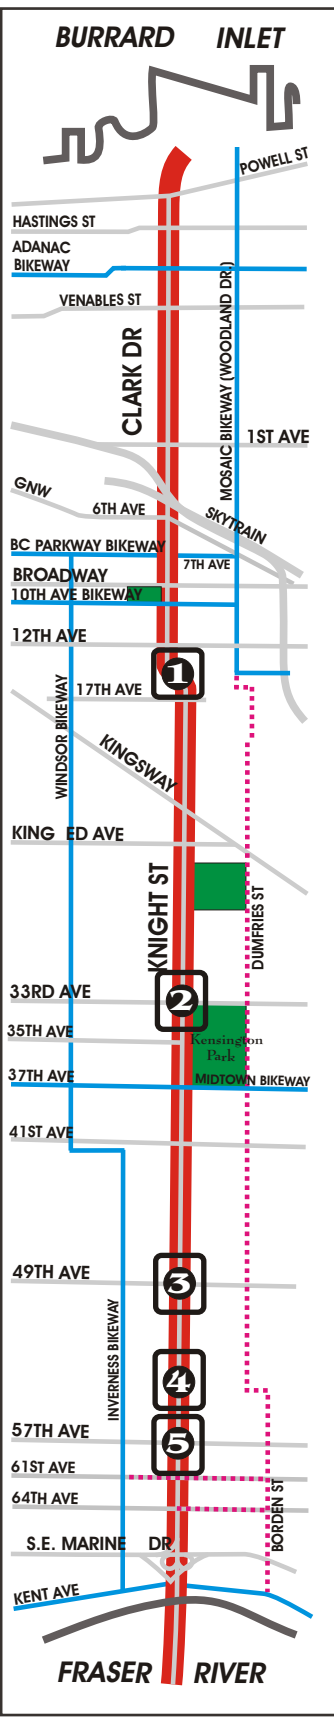 BURRARD INLET
POWELL ST
HASTINGS ST
ADANAC
BIKEWAY
VENABLES ST
CLARK DR
MOSAIC BIKEWAY (WOODLAND DR.)
1ST AVE
GNW
6TH AVE
SKYTRAIN
BC PARKWAY BIKEWAY
7TH AVE
BROADWAY
10TH AVE BIKEWAY
12TH AVE
1
17TH AVE
WINDSOR BIKEWAY
KINGSWAY
KING ED AVE
KNIGHT ST
DUMFRIES ST
33RD AVE
2
35TH AVE
Kensington
Park
37TH AVE
MIDTOWN BIKEWAY
41ST AVE
49TH AVE
3
INVERNESS BIKEWAY
4
57TH AVE
5
61ST AVE
64TH AVE
BORDEN ST
S.E. MARINE DR
KENT AVE
FRASER RIVER